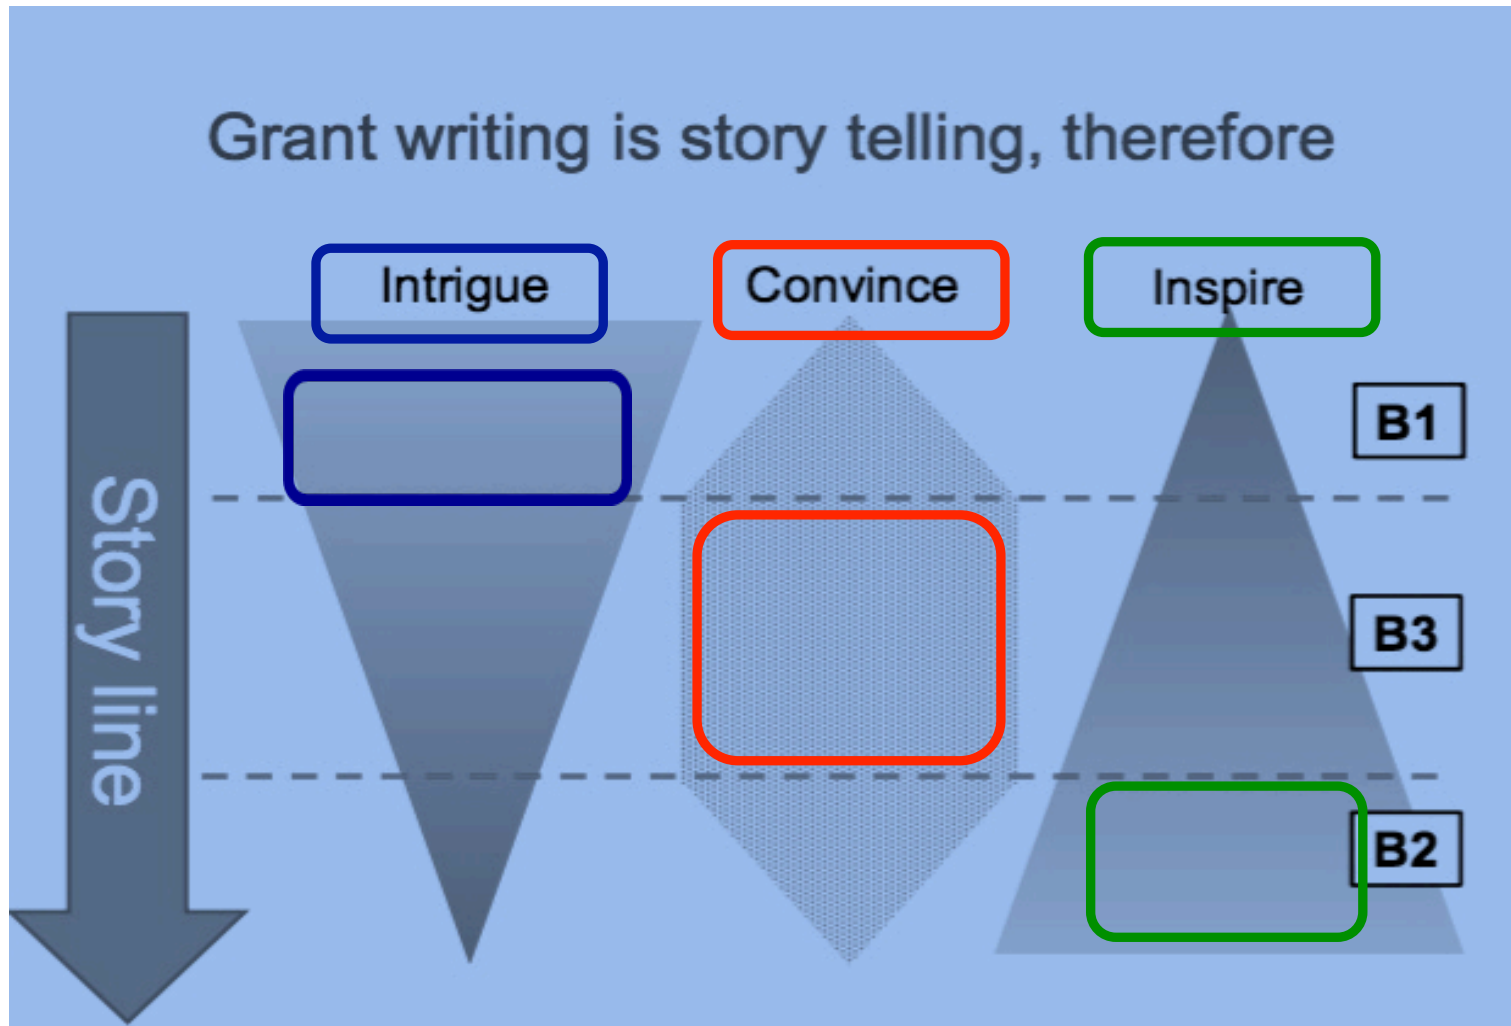 Grant writing is story telling, therefore
Intrigue
Convince
Inspire
Story line
B1
B3
B2